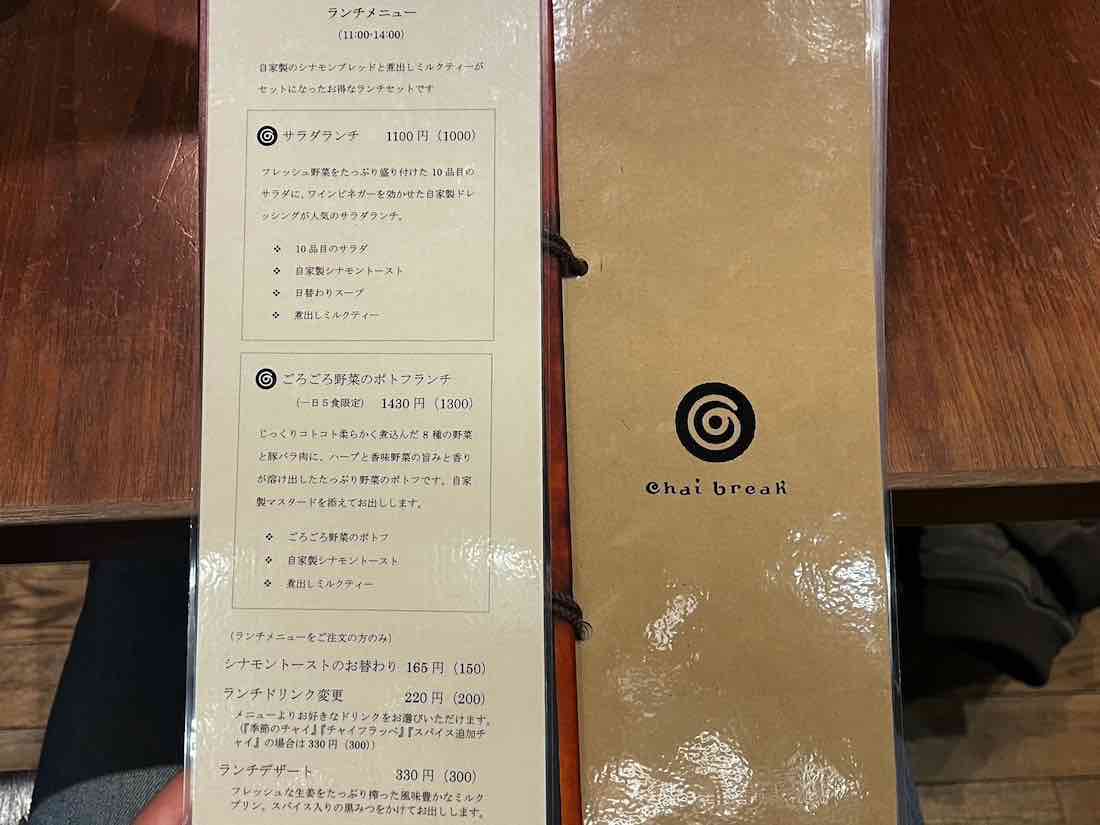 ランチメニュー
(11:00-14:00)
自家製のシナモンブレッドと煮出しミルクティーが
セットになったお得なランチセットです
サラダランチ 1100円（1000）
フレッシュ野菜をたっぷり盛り付けた 10 品目の
サラダに、ワインビネガーを効かせた自家製ドレ
ッシングが人気のサラダランチ。
❖ 10 品目のサラダ
❖ 自家製シナモントースト
❖ 日替わりスープ
❖ 煮出しミルクティー
ごろごろ野菜のポトフランチ
(一日５食限定) 1430円（1300）
じっくりコトコト柔らかく煮込んだ 8 種の野菜
と豚バラ肉に、ハーブと香味野菜の旨みと香り
が溶け出したたっぷり野菜のポトフです。自家
製マスタードを添えてお出しします。
❖ ごろごろ野菜のポトフ
❖ 自家製シナモントースト
❖ 煮出しミルクティー
(ランチメニューをご注文の方のみ)
シナモントーストのお替わり 165円（150）
ランチドリンク変更 220円（200）
メニューよりお好きなドリンクをお選びいただけます。
(『季節のチャイ』『チャイフラッペ』『スパイス追加チ
ャイ』の場合は330円（300）)
ランチデザート 330円（300）
フレッシュな生姜をたっぷり搾った風味豊かなミルク
プリン。スパイス入りの黒みつをかけてお出しします。
chai break